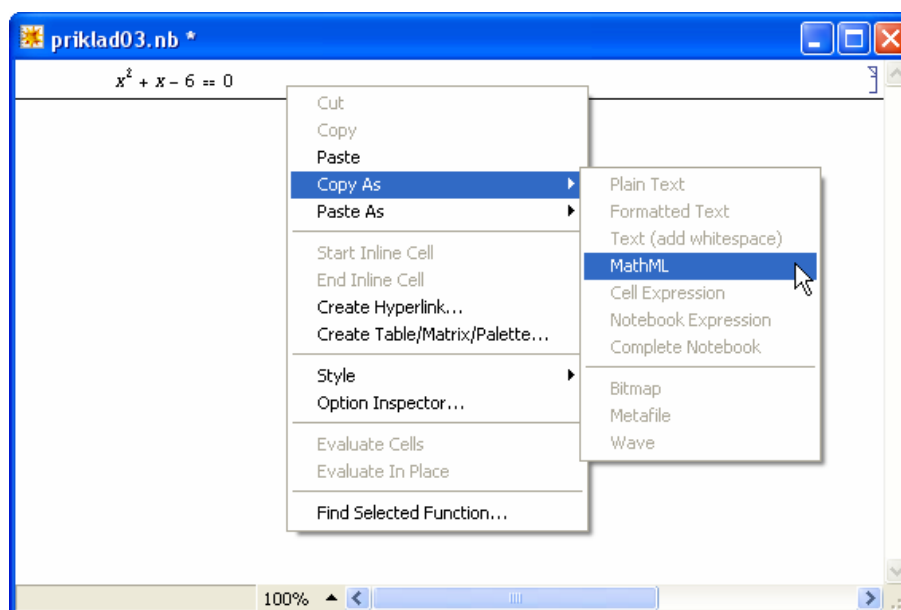 priklad03.nb *
x² + x − 6 == 0
Cut
Copy
Paste
Copy As
Paste As
Start Inline Cell
End Inline Cell
Create Hyperlink...
Create Table/Matrix/Palette...
Style
Option Inspector...
Evaluate Cells
Evaluate In Place
Find Selected Function...
Plain Text
Formatted Text
Text (add whitespace)
MathML
Cell Expression
Notebook Expression
Complete Notebook
Bitmap
Metafile
Wave
100%